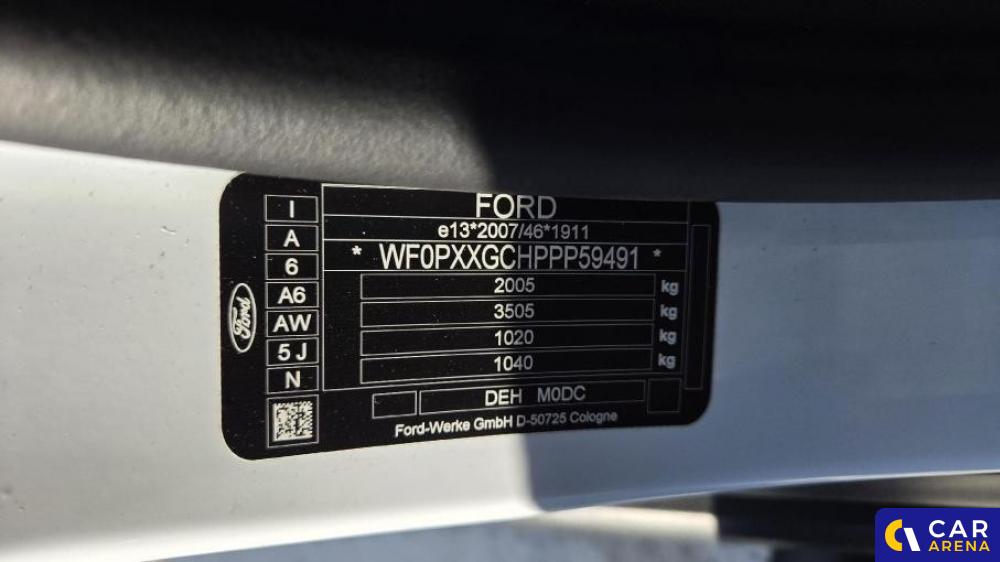 I
A
6
A6
AW
5 J
N
Ford
FORD
e13*2007/46*1911
* WF0PXXGCHPPP59491 *
2005 kg
3505 kg
1020 kg
1040 kg
DEH M0DC
Ford-Werke GmbH D-50725 Cologne
CAR
ARENA